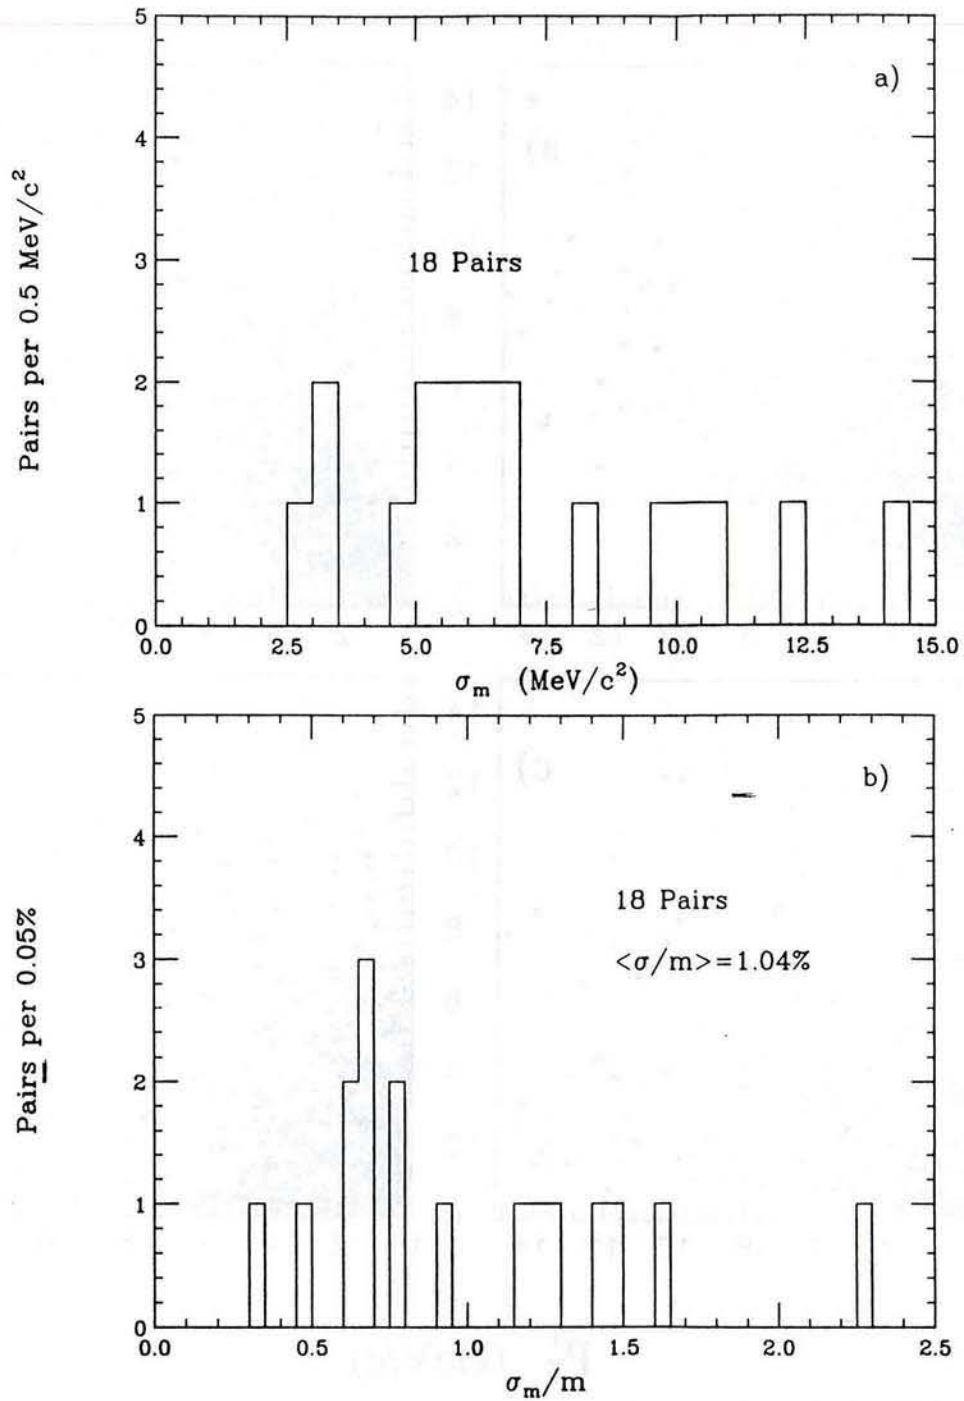 5
4
3
2
1
0
Pairs per 0.5 MeV/c²
a)
18 Pairs
0.0 2.5 5.0 7.5 10.0 12.5 15.0
σₘ (MeV/c²)
5
4
3
2
1
0
Pairs per 0.05%
b)
18 Pairs
<σ/m>=1.04%
0.0 0.5 1.0 1.5 2.0 2.5
σₘ/m